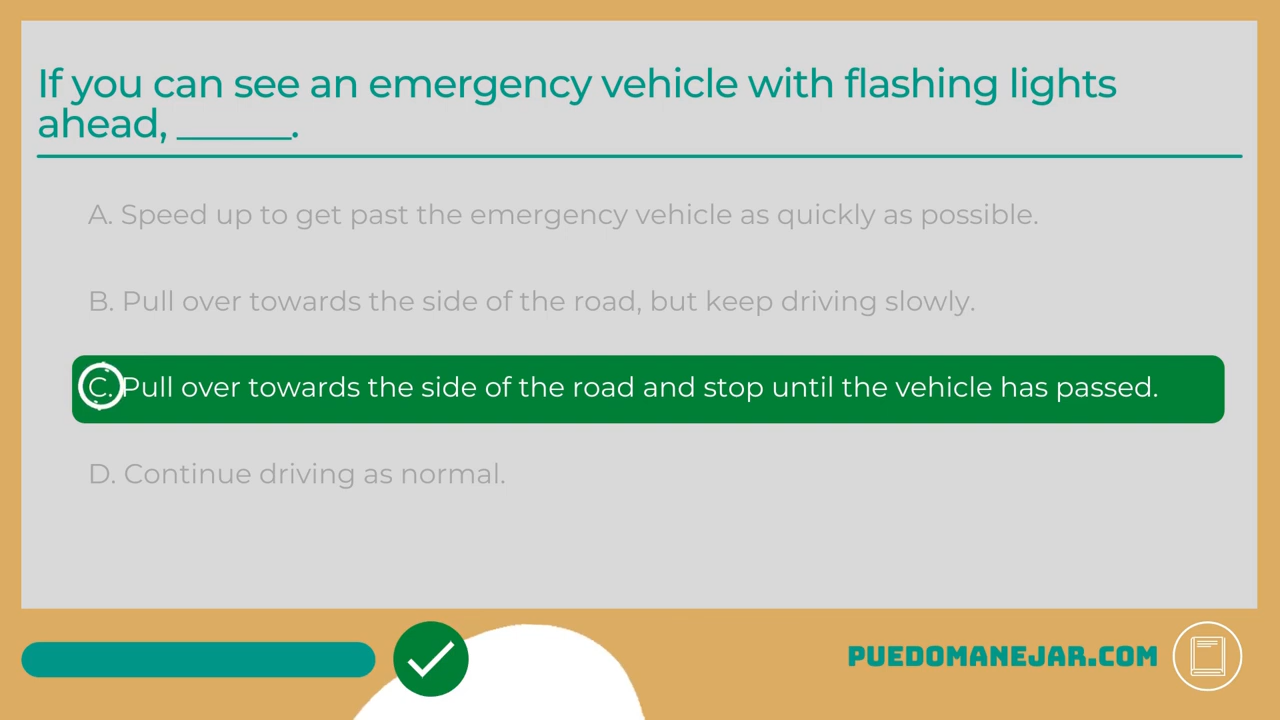 If you can see an emergency vehicle with flashing lights
ahead, ______.
A. Speed up to get past the emergency vehicle as quickly as possible.
B. Pull over towards the side of the road, but keep driving slowly.
C. Pull over towards the side of the road and stop until the vehicle has passed.
D. Continue driving as normal.
PUEDOMANEJAR.COM